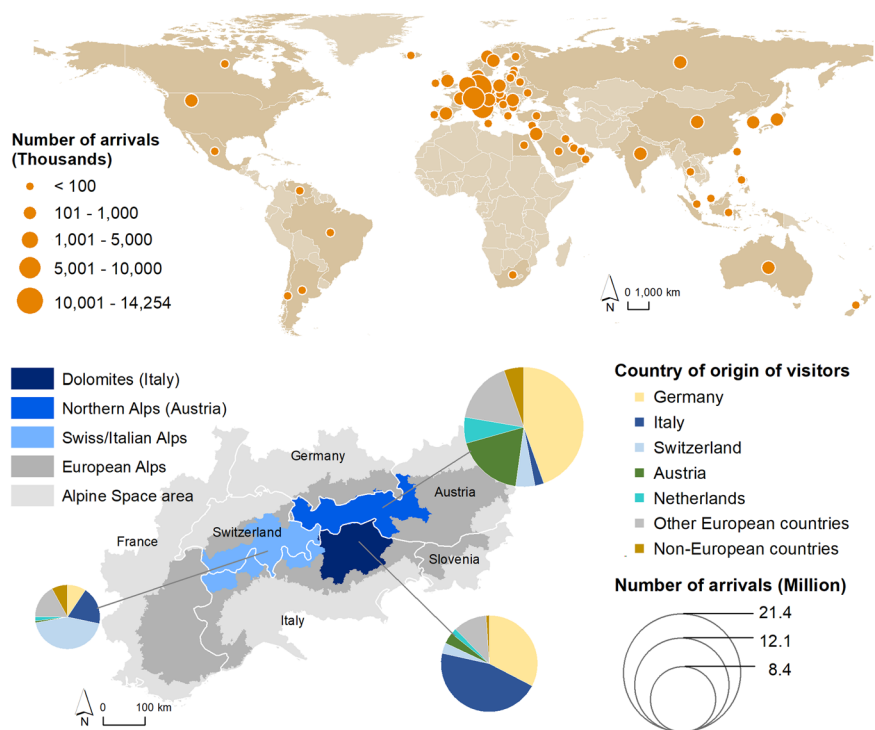 Number of arrivals
(Thousands)
< 100
101 - 1,000
1,001 - 5,000
5,001 - 10,000
10,001 - 14,254
N
0 1,000 km
Dolomites (Italy)
Northern Alps (Austria)
Swiss/Italian Alps
European Alps
Alpine Space area
Germany
Austria
Switzerland
France
Slovenia
Italy
N
0 100 km
Country of origin of visitors
Germany
Italy
Switzerland
Austria
Netherlands
Other European countries
Non-European countries
Number of arrivals (Million)
21.4
12.1
8.4